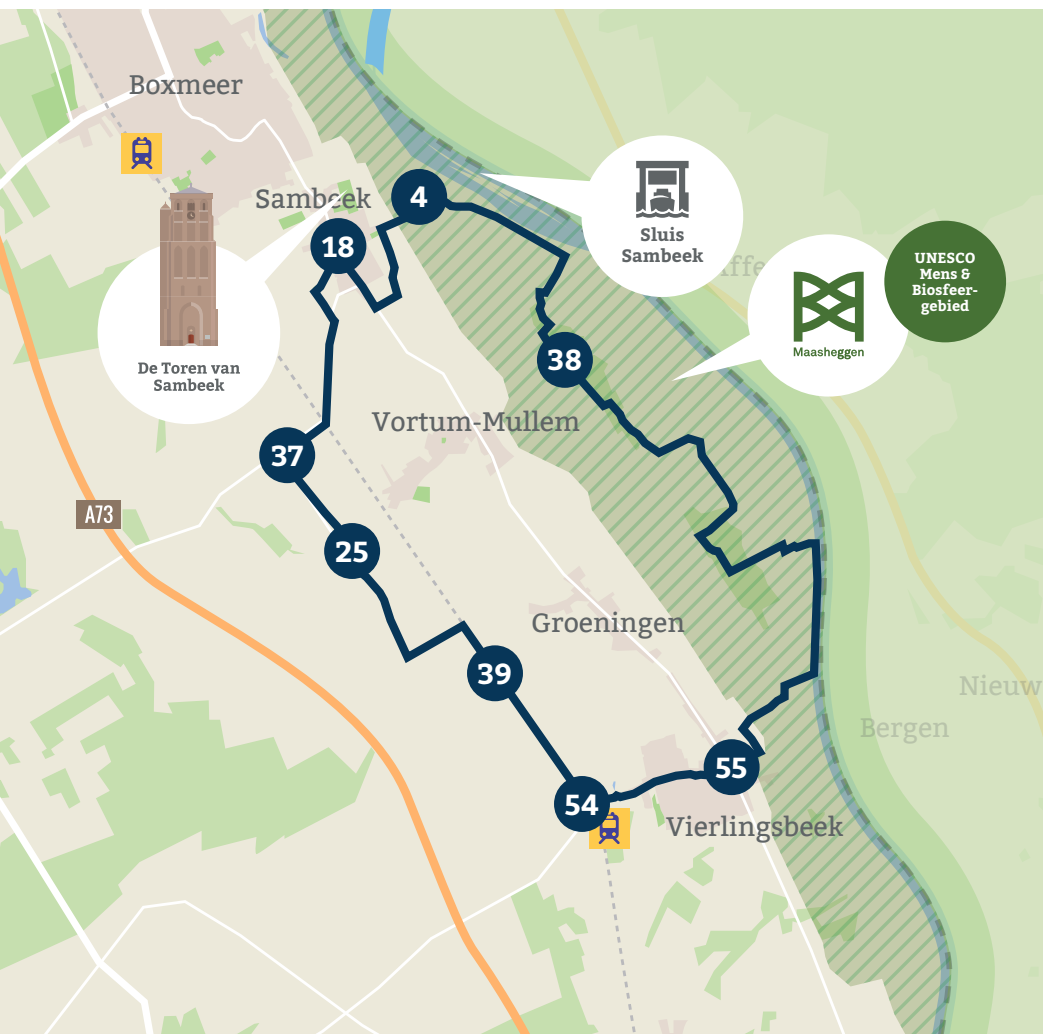 Boxmeer
Sambeek
4
18
Sluis
Sambeek
UNESCO
Mens &
Biosfeer-
gebied
Maasheggen
De Toren van
Sambeek
38
Vortum-Mullem
37
A73
25
Groeningen
39
Nieuw
Bergen
55
54
Vierlingsbeek